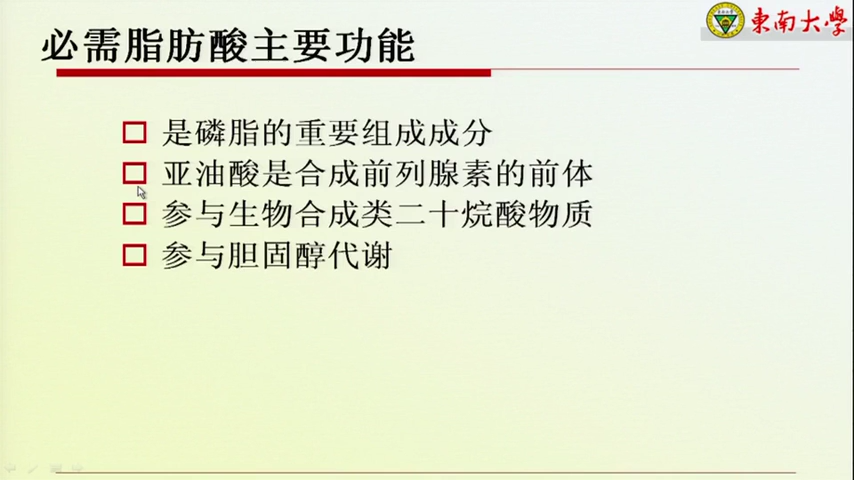 必需脂肪酸主要功能
東南大學
是磷脂的重要组成成分
亚油酸是合成前列腺素的前体
参与生物合成类二十烷酸物质
参与胆固醇代谢